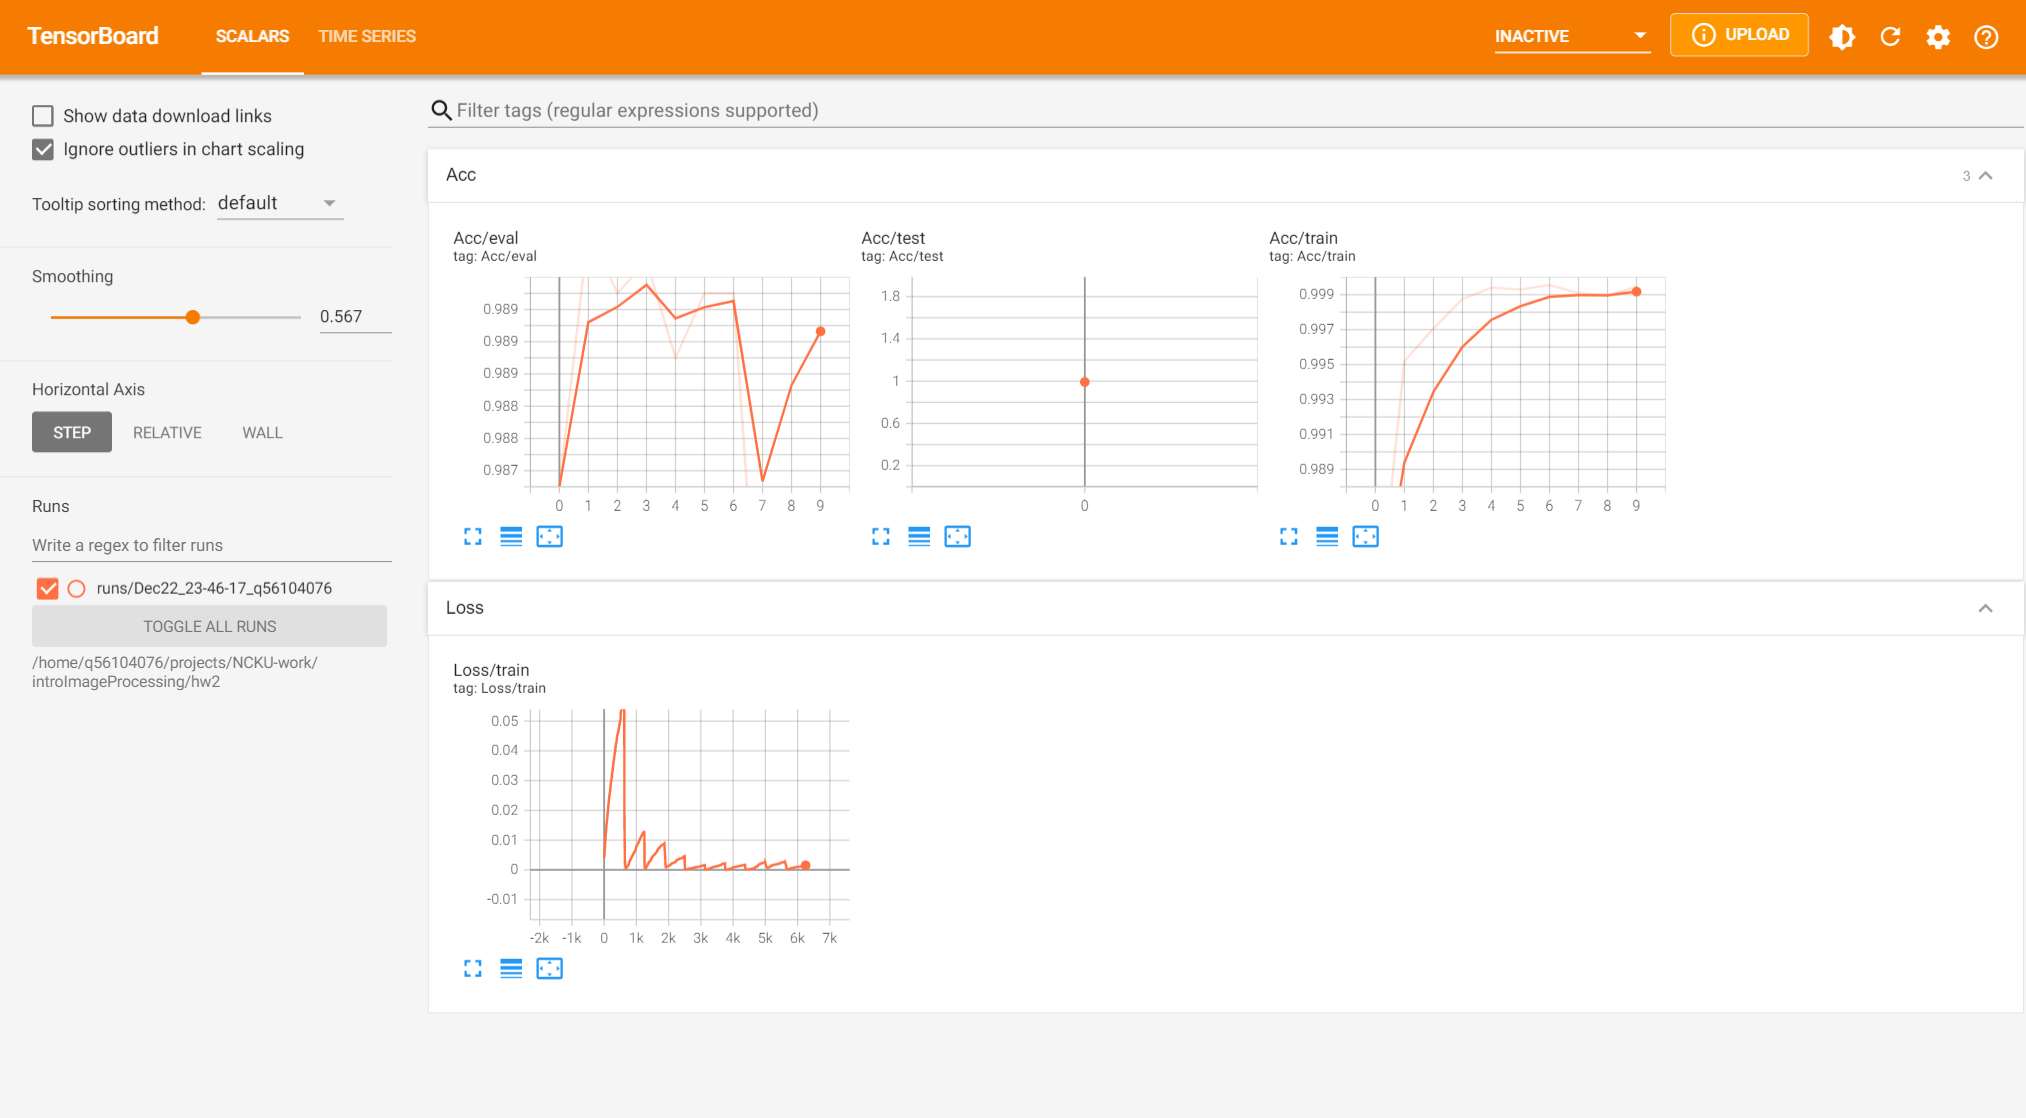 TensorBoard
SCALARS
TIME SERIES
INACTIVE
UPLOAD
Show data download links
Ignore outliers in chart scaling
Tooltip sorting method: default
Smoothing
0.567
Horizontal Axis
STEP
RELATIVE
WALL
Runs
Write a regex to filter runs
runs/Dec22_23-46-17_q56104076
TOGGLE ALL RUNS
/home/q56104076/projects/NCKU-work/
introImageProcessing/hw2
Filter tags (regular expressions supported)
Acc
3
Acc/eval
tag: Acc/eval
0.989
0.989
0.989
0.988
0.988
0.987
0 1 2 3 4 5 6 7 8 9
Acc/test
tag: Acc/test
1.8
1.4
1
0.6
0.2
0
Acc/train
tag: Acc/train
0.999
0.997
0.995
0.993
0.991
0.989
0 1 2 3 4 5 6 7 8 9
Loss
Loss/train
tag: Loss/train
0.05
0.04
0.03
0.02
0.01
0
-0.01
-2k -1k 0 1k 2k 3k 4k 5k 6k 7k